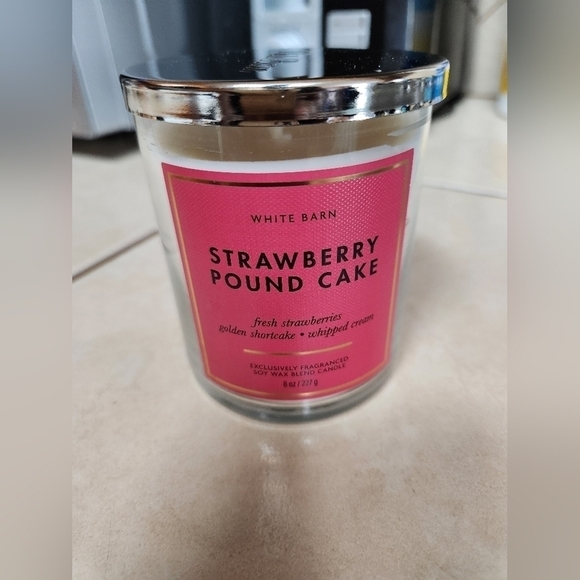 WHITE BARN
STRAWBERRY
POUND CAKE
fresh strawberries
golden shortcake • whipped cream
EXCLUSIVELY FRAGRANCED
SOY WAX BLEND CANDLE
8 oz / 227 g